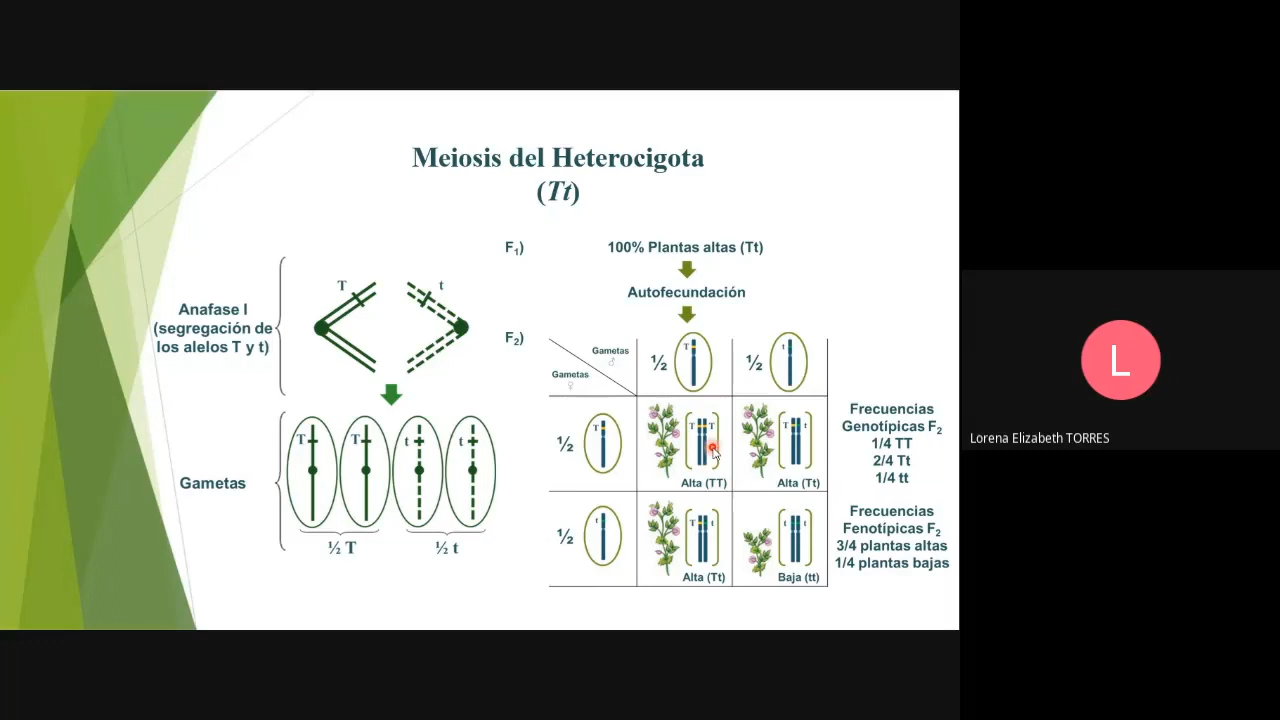 Meiosis del Heterocigota
(Tt)
F1)
100% Plantas altas (Tt)
Autofecundación
Anafase I
(segregación de
los alelos T y t)
T
t
F2)
Gametas
♂
Gametas
♀
½
T
½
t
Gametas
T
T
t
t
½ T
½ t
½
T
T
T
Alta (TT)
T
t
Alta (Tt)
½
t
T
t
Alta (Tt)
t
t
Baja (tt)
Frecuencias
Genotípicas F2
1/4 TT
2/4 Tt
1/4 tt
Frecuencias
Fenotípicas F2
3/4 plantas altas
1/4 plantas bajas
L
Lorena Elizabeth TORRES